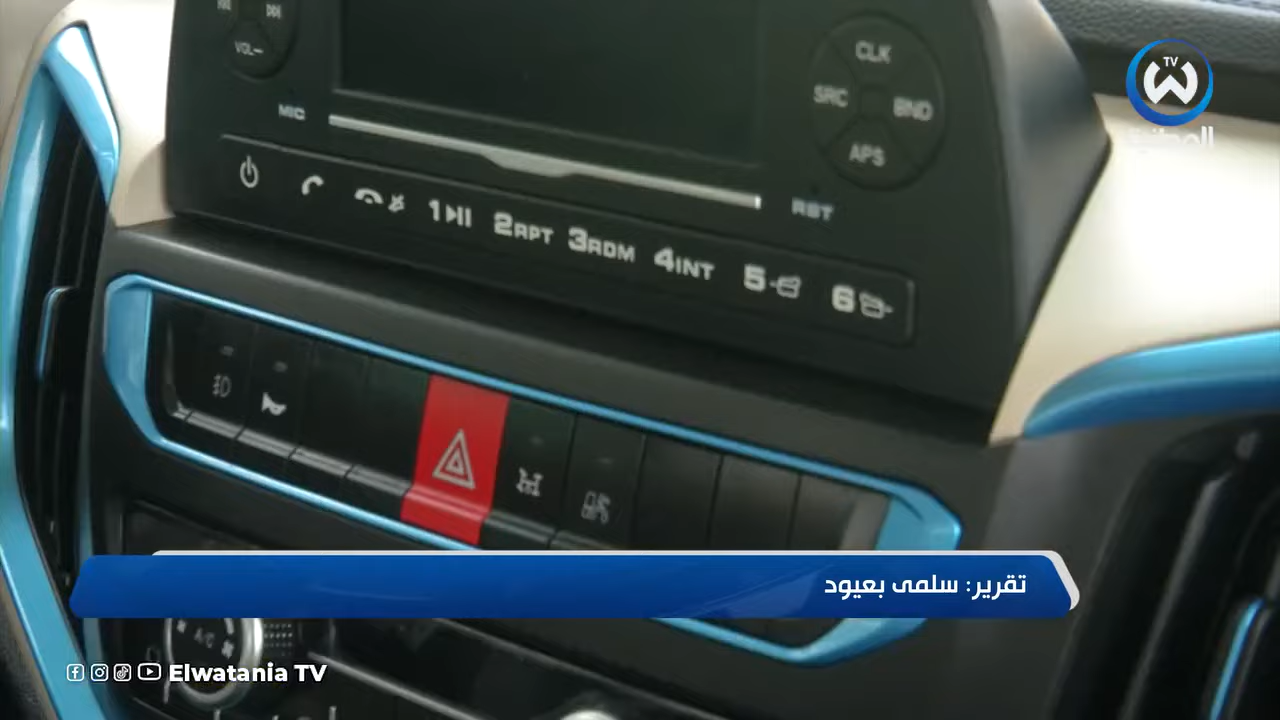 VOL-
CLK
TV
SRC
BND
MIC
APS
RST
1
2RPT
3RDM
4INT
5
6
تقرير: سلمى بعيود
A/C
Elwatania TV